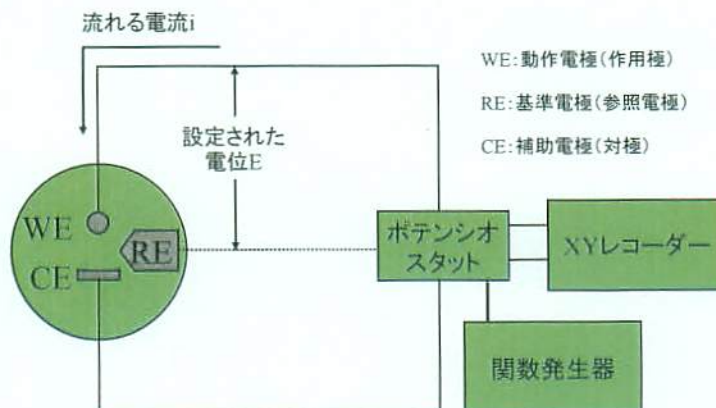 流れる電流i
WE:動作電極(作用極)
RE:基準電極(参照電極)
CE:補助電極(対極)
設定された
電位E
WE
RE
CE
ポテンシオ
スタット
XYレコーダー
関数発生器